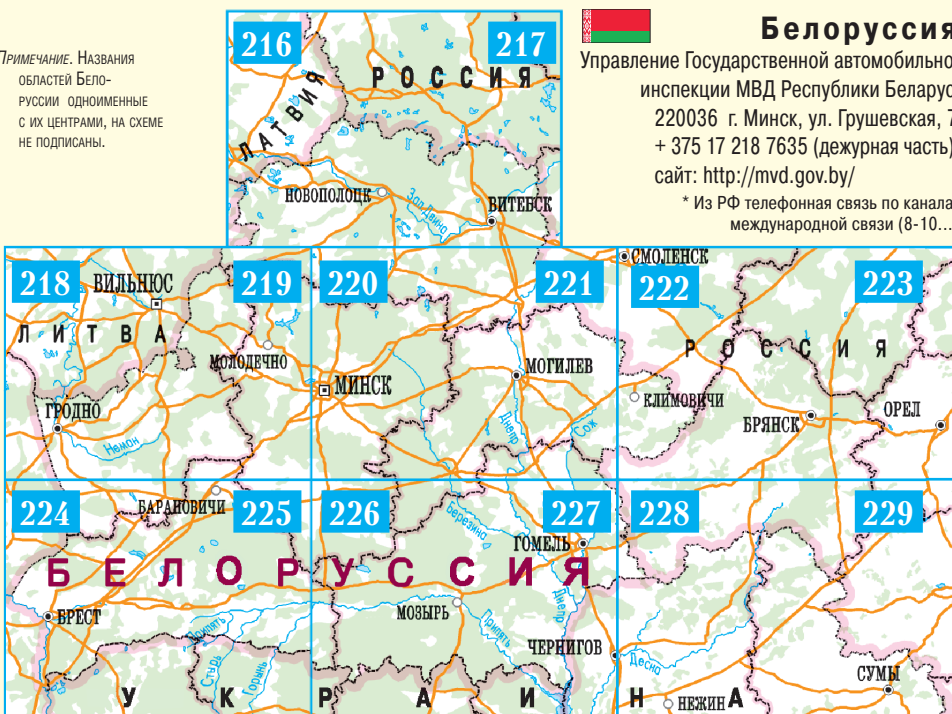 Примечание. Названия
областей Бело-
руссии одноименные
с их центрами, на схеме
не подписаны.
Белоруссия
Управление Государственной автомобильно
инспекции МВД Республики Беларус
220036 г. Минск, ул. Грушевская, 7
+ 375 17 218 7635 (дежурная часть)
сайт: http://mvd.gov.by/
* Из РФ телефонная связь по канала
международной связи (8-10...
216
217
РОССИЯ
ЛАТВИЯ
НОВОПОЛОЦК
Зап. Двина
ВИТЕБСК
218
ВИЛЬНЮС
219
220
221
СМОЛЕНСК
222
223
ЛИТВА
МОЛОДЕЧНО
РОССИЯ
МИНСК
МОГИЛЕВ
КЛИМОВИЧИ
ГРОДНО
Неман
Днепр
Сож
БРЯНСК
ОРЕЛ
224
БАРАНОВИЧИ
225
226
Березина
227
228
229
ГОМЕЛЬ
БЕЛОРУССИЯ
БРЕСТ
МОЗЫРЬ
Днепр
Припять
Припять
Стырь
Горынь
ЧЕРНИГОВ
Десна
СУМЫ
УКРАИНА
НЕЖИН